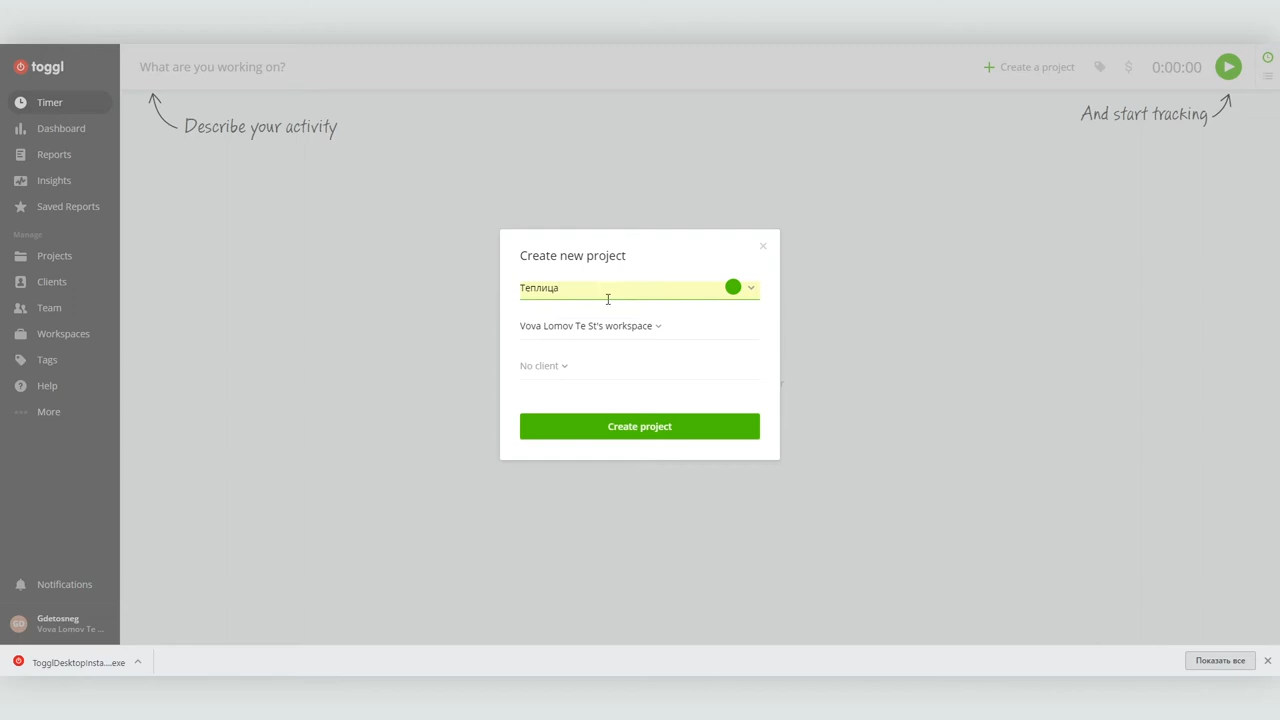 toggl
What are you working on?
Create a project
$
0:00:00
Timer
Describe your activity
And start tracking
Dashboard
Reports
Insights
Saved Reports
Manage
Projects
Clients
Team
Workspaces
Tags
Help
More
Create new project
×
Теплица
Vova Lomov Te St's workspace
No client
Create project
Notifications
GD
Gdetosneg
Vova Lomov Te ...
TogglDesktopInsta....exe
Показать все